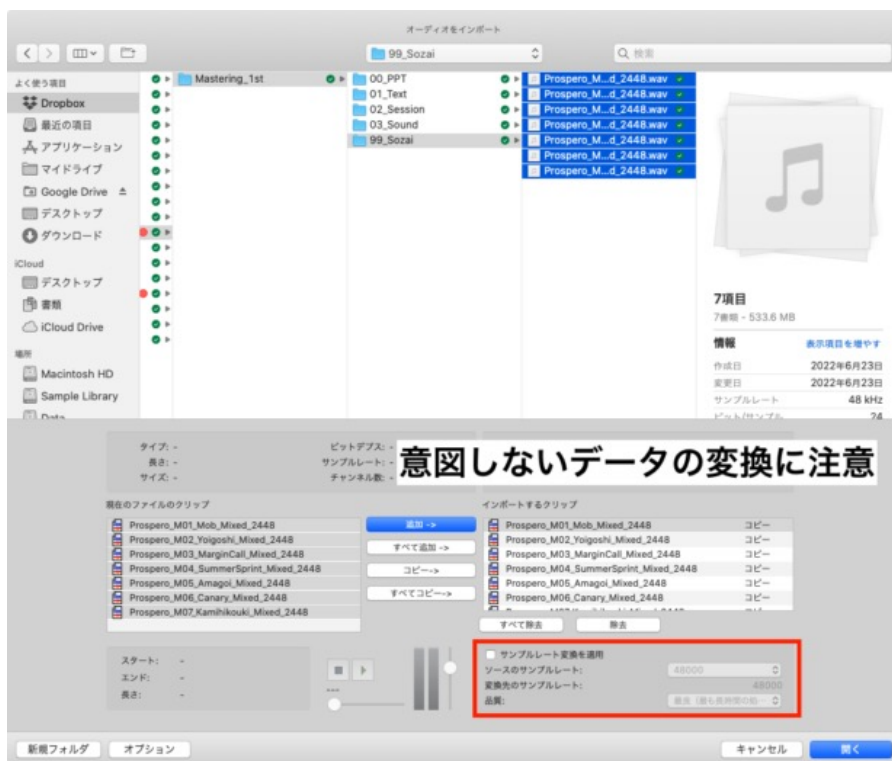 オーディオをインポート
99_Sozai
検索
よく使う項目
Dropbox
最近の項目
アプリケーション
マイドライブ
Google Drive
デスクトップ
ダウンロード
iCloud
デスクトップ
書類
iCloud Drive
場所
Macintosh HD
Sample Library
Data
Mastering_1st
00_PPT
01_Text
02_Session
03_Sound
99_Sozai
Prospero_M...d_2448.wav
Prospero_M...d_2448.wav
Prospero_M...d_2448.wav
Prospero_M...d_2448.wav
Prospero_M...d_2448.wav
Prospero_M...d_2448.wav
Prospero_M...d_2448.wav
7項目
7書類 - 533.6 MB
情報 表示項目を増やす
作成日 2022年6月23日
変更日 2022年6月23日
サンプルレート 48 kHz
ビット/サンプル 24
タイプ: - ビットデプス: -
長さ: - サンプルレート: -
サイズ: - チャンネル数: -
意図しないデータの変換に注意
現在のファイルのクリップ
Prospero_M01_Mob_Mixed_2448
Prospero_M02_Yoigoshi_Mixed_2448
Prospero_M03_MarginCall_Mixed_2448
Prospero_M04_SummerSprint_Mixed_2448
Prospero_M05_Amagoi_Mixed_2448
Prospero_M06_Canary_Mixed_2448
Prospero_M07_Kamihikouki_Mixed_2448
追加 ->
すべて追加 ->
コピー->
すべてコピー->
インポートするクリップ
Prospero_M01_Mob_Mixed_2448 コピー
Prospero_M02_Yoigoshi_Mixed_2448 コピー
Prospero_M03_MarginCall_Mixed_2448 コピー
Prospero_M04_SummerSprint_Mixed_2448 コピー
Prospero_M05_Amagoi_Mixed_2448 コピー
Prospero_M06_Canary_Mixed_2448 コピー
すべて除去 除去
スタート: -
エンド: -
長さ: -
サンプルレート変換を適用
ソースのサンプルレート: 48000
変換先のサンプルレート: 48000
品質:
新規フォルダ オプション キャンセル 開く